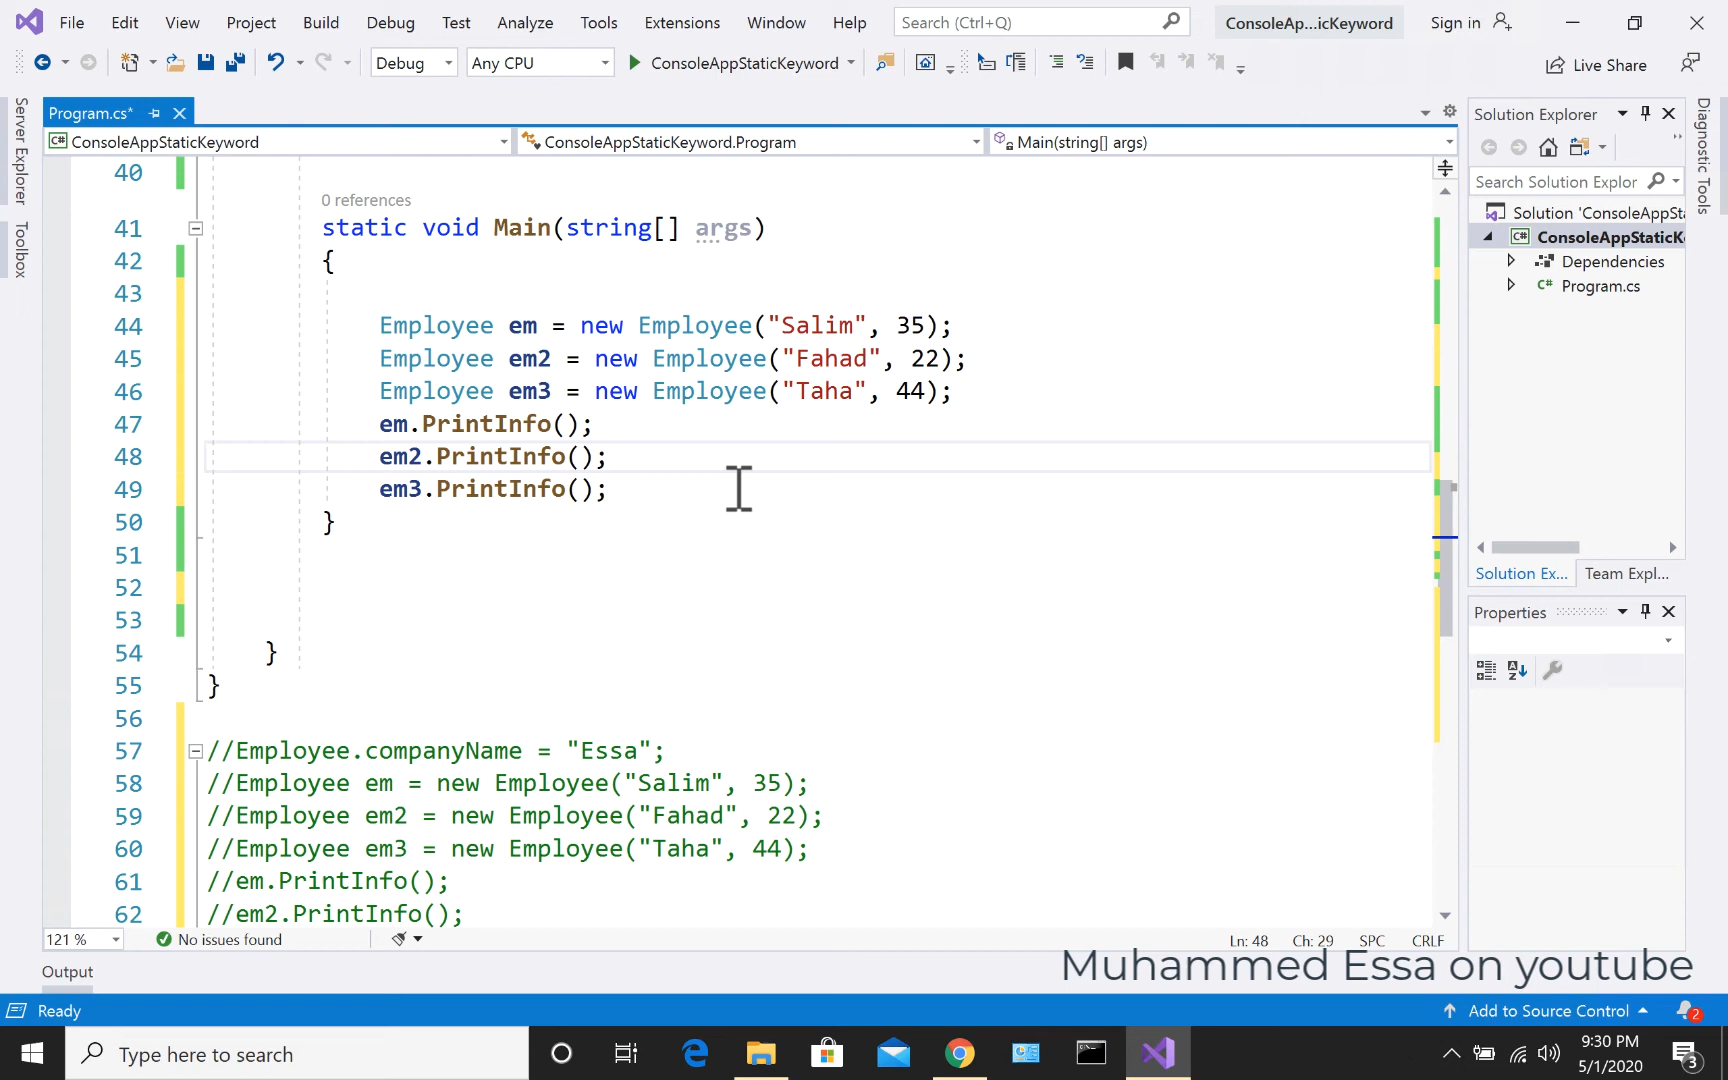 File Edit View Project Build Debug Test Analyze Tools Extensions Window Help Search (Ctrl+Q) ConsoleAp...icKeyword Sign in
Debug Any CPU ConsoleAppStaticKeyword Live Share
Server Explorer
Toolbox
Program.cs*
ConsoleAppStaticKeyword ConsoleAppStaticKeyword.Program Main(string[] args)
40
0 references
41 static void Main(string[] args)
42 {
43
44 Employee em = new Employee("Salim", 35);
45 Employee em2 = new Employee("Fahad", 22);
46 Employee em3 = new Employee("Taha", 44);
47 em.PrintInfo();
48 em2.PrintInfo();
49 em3.PrintInfo();
50 }
51
52
53
54 }
55 }
56
57 //Employee.companyName = "Essa";
58 //Employee em = new Employee("Salim", 35);
59 //Employee em2 = new Employee("Fahad", 22);
60 //Employee em3 = new Employee("Taha", 44);
61 //em.PrintInfo();
62 //em2.PrintInfo();
121 % No issues found Ln: 48 Ch: 29 SPC CRLF
Solution Explorer
Search Solution Explor
Solution 'ConsoleAppSt
C# ConsoleAppStaticK
Dependencies
C# Program.cs
Solution Ex... Team Expl...
Properties
Diagnostic Tools
Output
Muhammed Essa on youtube
Ready Add to Source Control 2
Type here to search
9:30 PM
5/1/2020
3